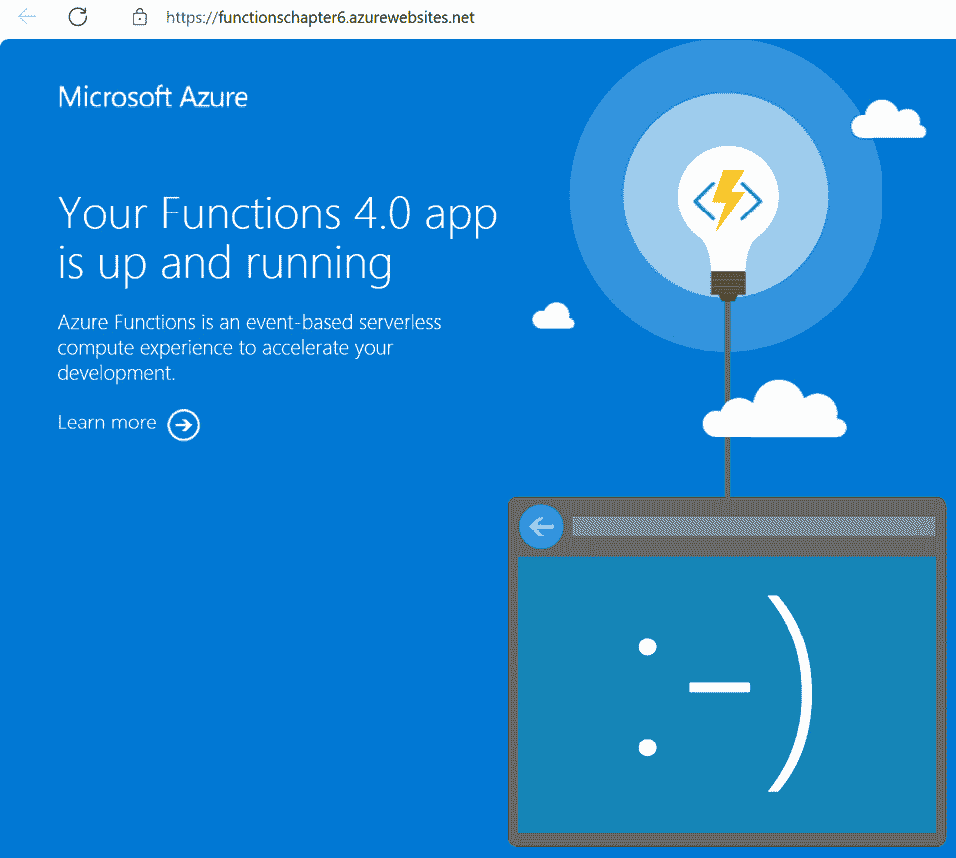 https://functionschapter6.azurewebsites.net
Microsoft Azure
Your Functions 4.0 app
is up and running
Azure Functions is an event-based serverless
compute experience to accelerate your
development.
Learn more
:-)